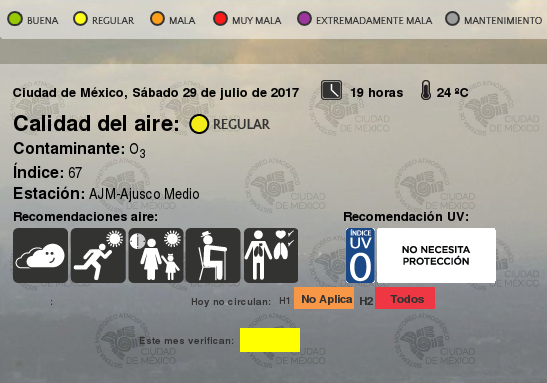 BUENA REGULAR MALA MUY MALA EXTREMADAMENTE MALA MANTENIMIENTO
Ciudad de México, Sábado 29 de julio de 2017 19 horas 24 ºC
Calidad del aire: REGULAR
Contaminante: O3
Índice: 67
Estación: AJM-Ajusco Medio
Recomendaciones aire: Recomendación UV:
ÍNDICE
UV
0
NO NECESITA
PROTECCIÓN
: Hoy no circulan: H1 No Aplica H2 Todos
Este mes verifican: